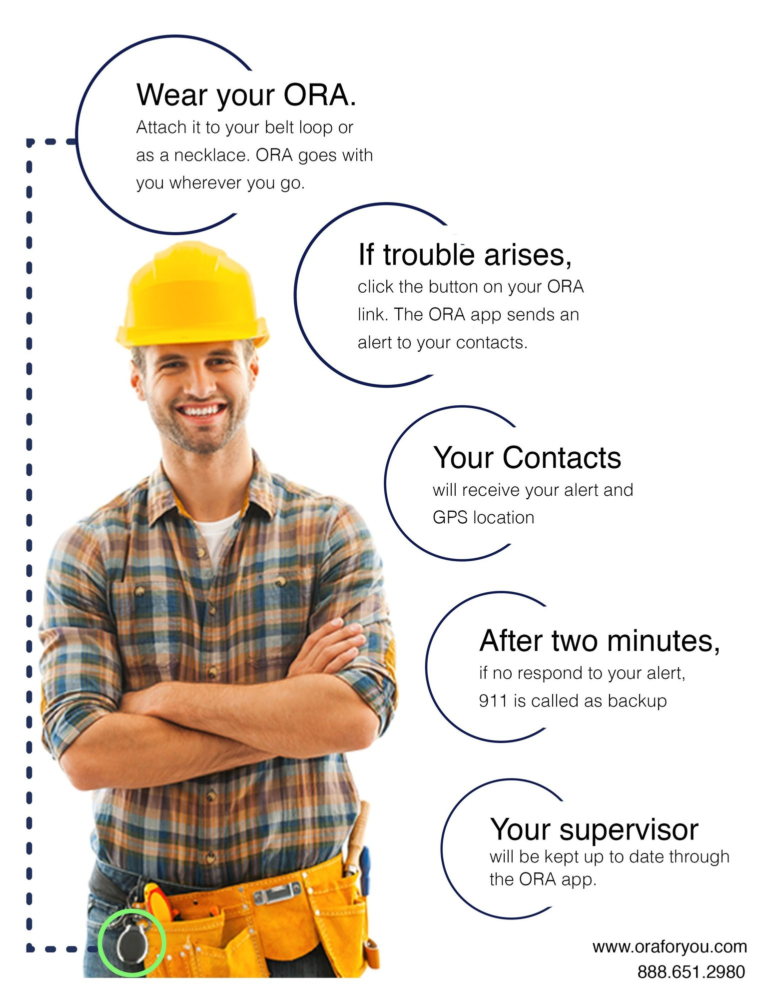 Wear your ORA.
Attach it to your belt loop or
as a necklace. ORA goes with
you wherever you go.
If trouble arises,
click the button on your ORA
link. The ORA app sends an
alert to your contacts.
Your Contacts
will receive your alert and
GPS location
After two minutes,
if no respond to your alert,
911 is called as backup
Your supervisor
will be kept up to date through
the ORA app.
www.oraforyou.com
888.651.2980